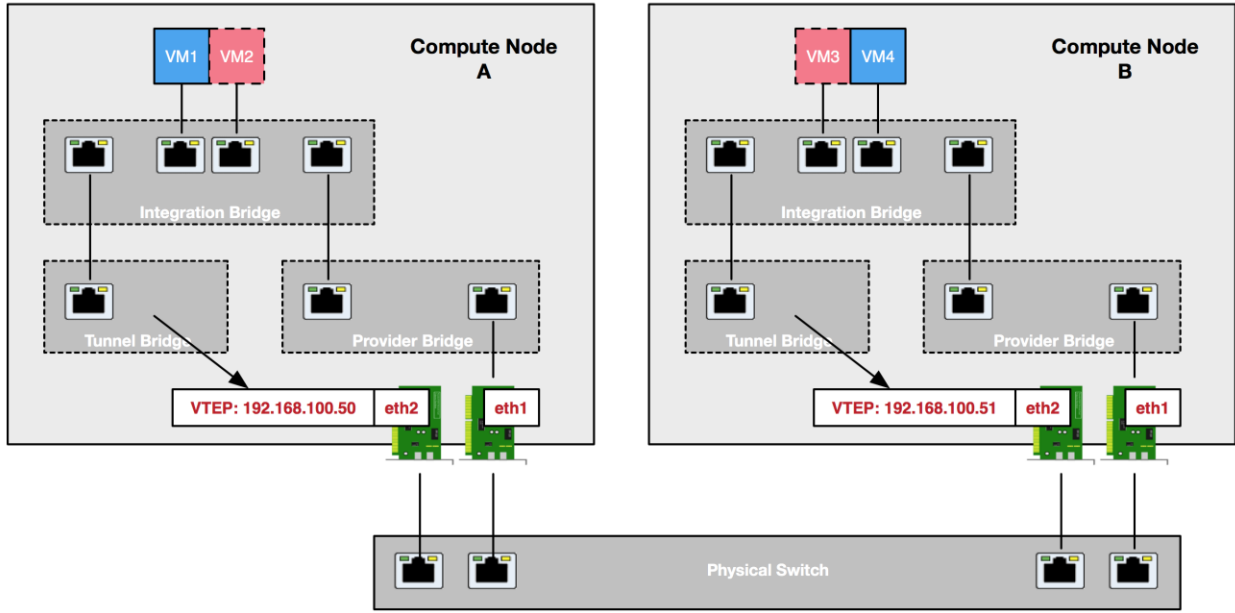 Compute Node
A
VM1
VM2
Integration Bridge
Tunnel Bridge
Provider Bridge
VTEP: 192.168.100.50
eth2
eth1
Compute Node
B
VM3
VM4
Integration Bridge
Tunnel Bridge
Provider Bridge
VTEP: 192.168.100.51
eth2
eth1
Physical Switch